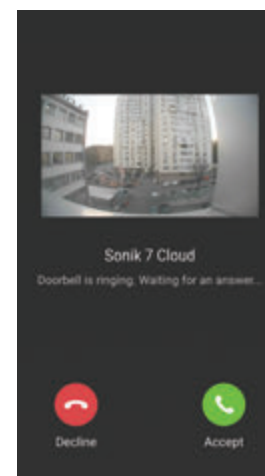 Sonik 7 Cloud
Doorbell is ringing. Waiting for an answer...
Decline
Accept